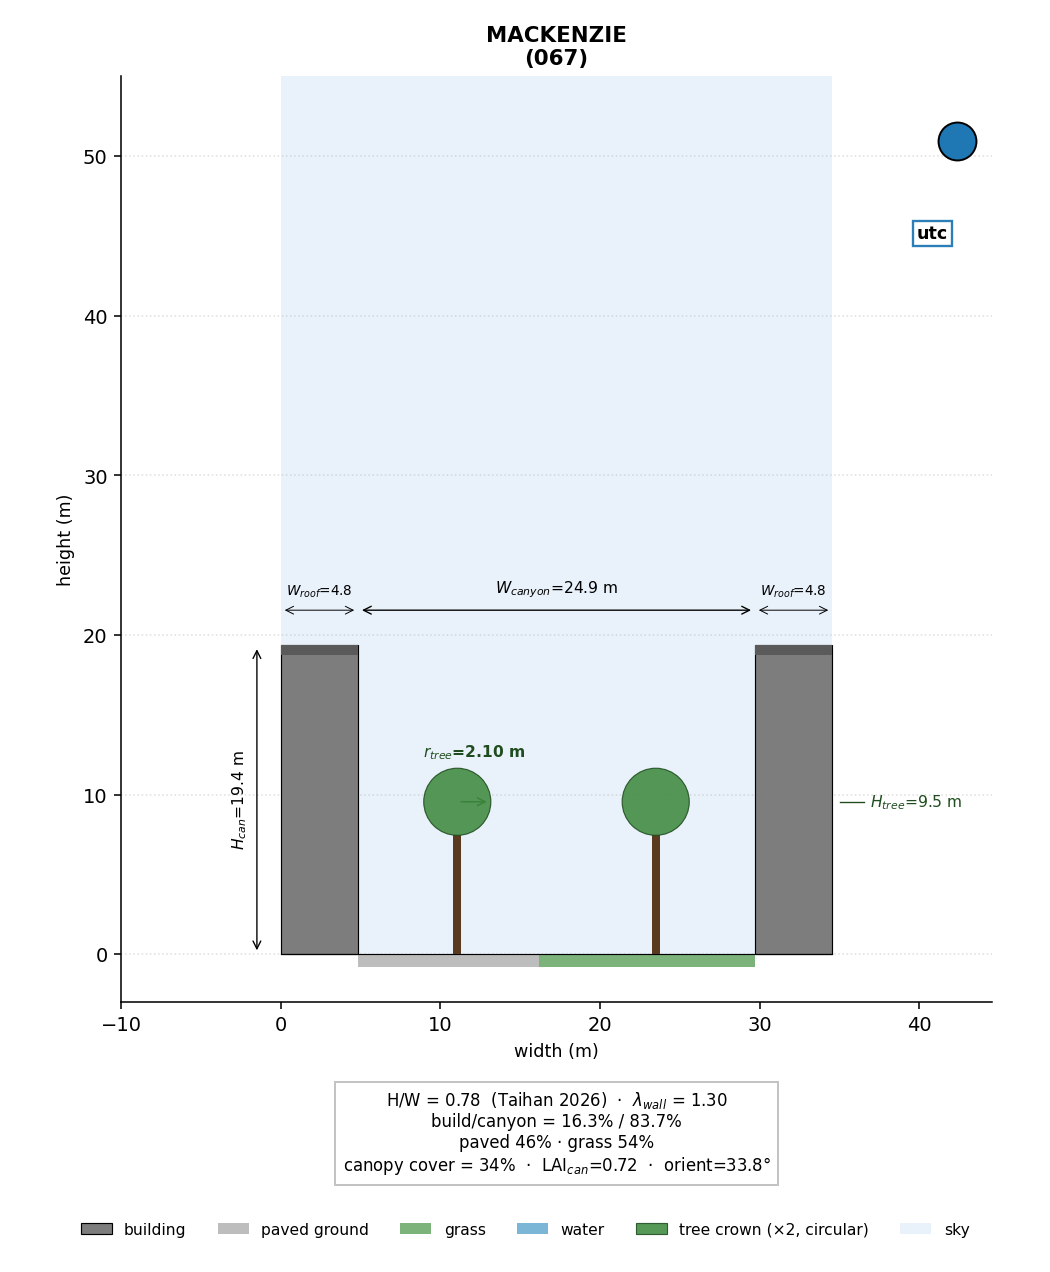 MACKENZIE
(067)
utc
50
40
30
20
10
0
height (m)
W_roof=4.8
W_canyon=24.9 m
W_roof=4.8
H_can=19.4 m
r_tree=2.10 m
H_tree=9.5 m
−10
0
10
20
30
40
width (m)
H/W = 0.78 (Taihan 2026) · λ_wall = 1.30
build/canyon = 16.3% / 83.7%
paved 46% · grass 54%
canopy cover = 34% · LAI_can=0.72 · orient=33.8°
building
paved ground
grass
water
tree crown (×2, circular)
sky